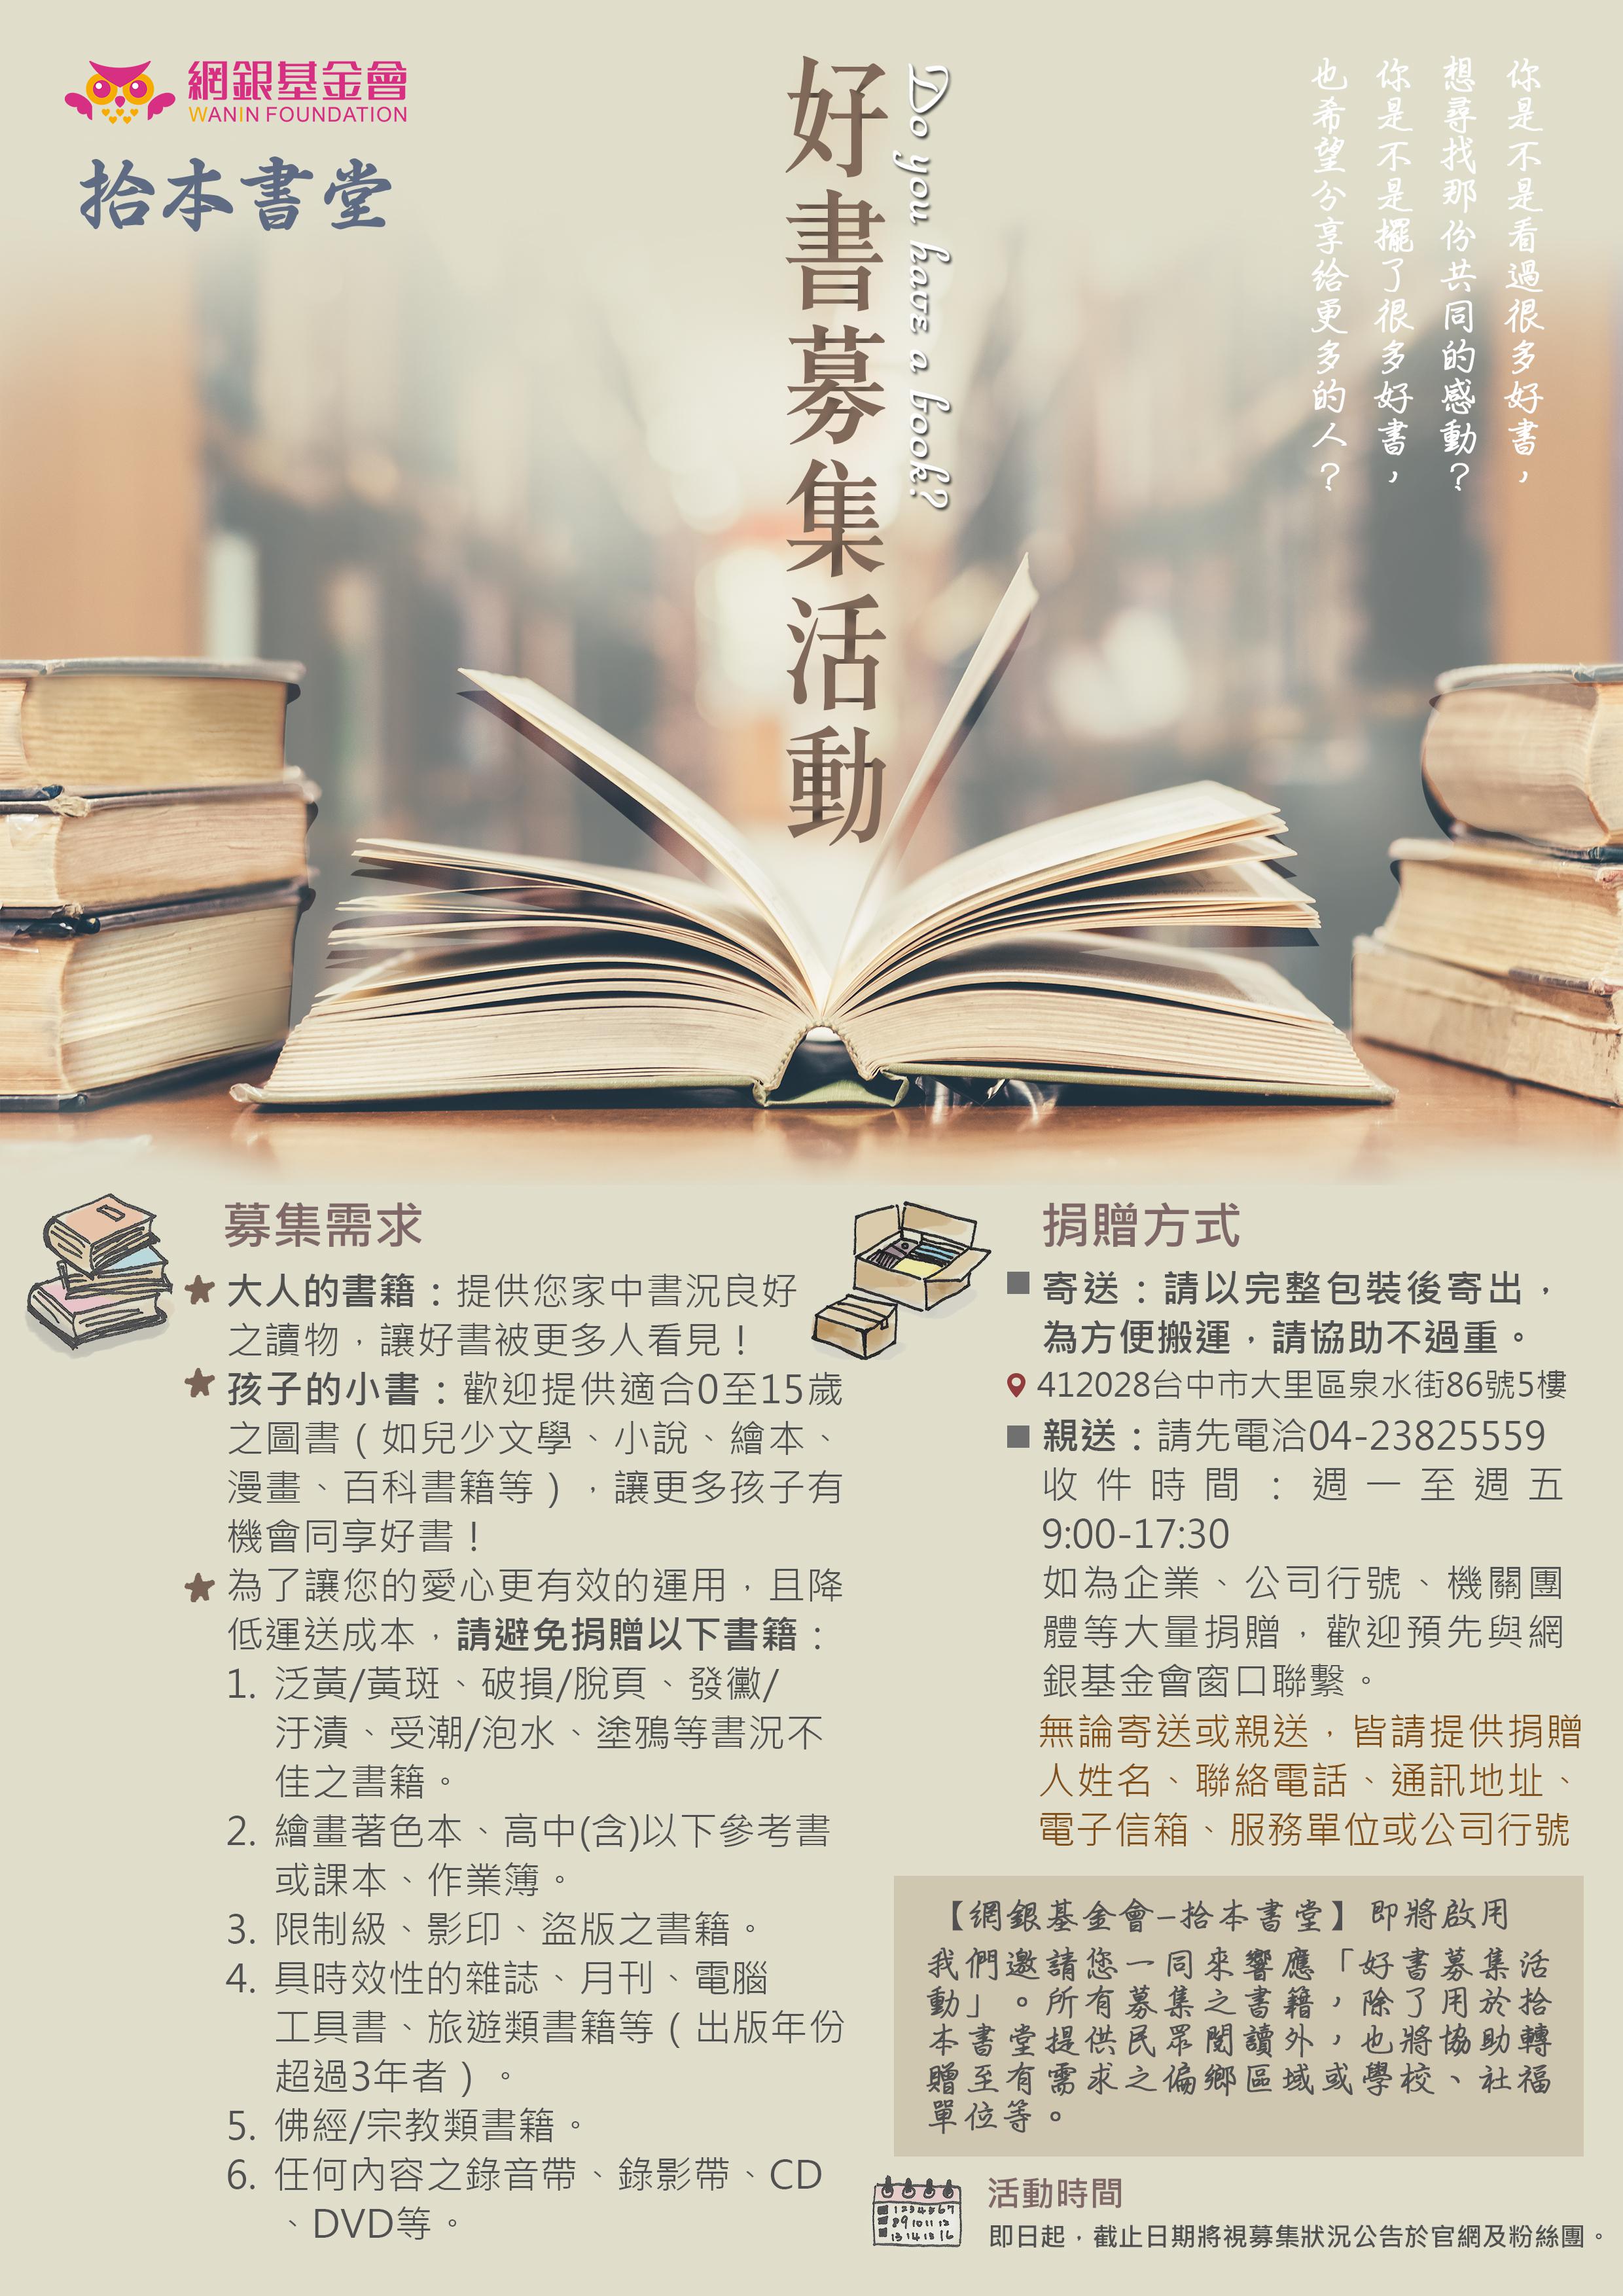 網銀基金會
WANIN FOUNDATION
拾本書堂
好書募集活動
Do you have a book?
你是不是看過很多好書，
想尋找那份共同的感動？
你是不是擺了很多好書，
也希望分享給更多的人？
募集需求
大人的書籍：提供您家中書況良好
之讀物，讓好書被更多人看見！
孩子的小書：歡迎提供適合0至15歲
之圖書（如兒少文學、小說、繪本、
漫畫、百科書籍等），讓更多孩子有
機會同享好書！
為了讓您的愛心更有效的運用，且降
低運送成本，請避免捐贈以下書籍：
1. 泛黃/黃斑、破損/脫頁、發黴/
汙漬、受潮/泡水、塗鴉等書況不
佳之書籍。
2. 繪畫著色本、高中(含)以下參考書
或課本、作業簿。
3. 限制級、影印、盜版之書籍。
4. 具時效性的雜誌、月刊、電腦
工具書、旅遊類書籍等（出版年份
超過3年者）。
5. 佛經/宗教類書籍。
6. 任何內容之錄音帶、錄影帶、CD
、DVD等。
捐贈方式
寄送：請以完整包裝後寄出，
為方便搬運，請協助不過重。
412028台中市大里區泉水街86號5樓
親送：請先電洽04-23825559
收件時間：週一至週五
9:00-17:30
如為企業、公司行號、機關團
體等大量捐贈，歡迎預先與網
銀基金會窗口聯繫。
無論寄送或親送，皆請提供捐贈
人姓名、聯絡電話、通訊地址、
電子信箱、服務單位或公司行號
【網銀基金會–拾本書堂】即將啟用
我們邀請您一同來響應「好書募集活
動」。所有募集之書籍，除了用於拾
本書堂提供民眾閱讀外，也將協助轉
贈至有需求之偏鄉區域或學校、社福
單位等。
1 2 3 4 5 6 7
8 9 10 11 12
13 14 15 16
活動時間
即日起，截止日期將視募集狀況公告於官網及粉絲團。